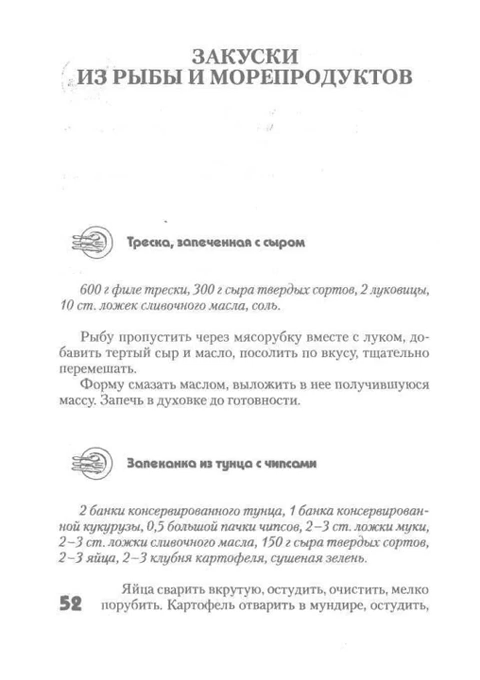 ЗАКУСКИ
ИЗ РЫБЫ И МОРЕПРОДУКТОВ
Треска, запеченная с сыром
600 г филе трески, 300 г сыра твердых сортов, 2 луковицы,
10 ст. ложек сливочного масла, соль.
Рыбу пропустить через мясорубку вместе с луком, до-
бавить тертый сыр и масло, посолить по вкусу, тщательно
перемешать.
Форму смазать маслом, выложить в нее получившуюся
массу. Запечь в духовке до готовности.
Запеканка из тунца с чипсами
2 банки консервированного тунца, 1 банка консервирован-
ной кукурузы, 0,5 большой пачки чипсов, 2–3 ст. ложки муки,
2–3 ст. ложки сливочного масла, 150 г сыра твердых сортов,
2–3 яйца, 2–3 клубня картофеля, сушеная зелень.
Яйца сварить вкрутую, остудить, очистить, мелко
порубить. Картофель отварить в мундире, остудить,
52